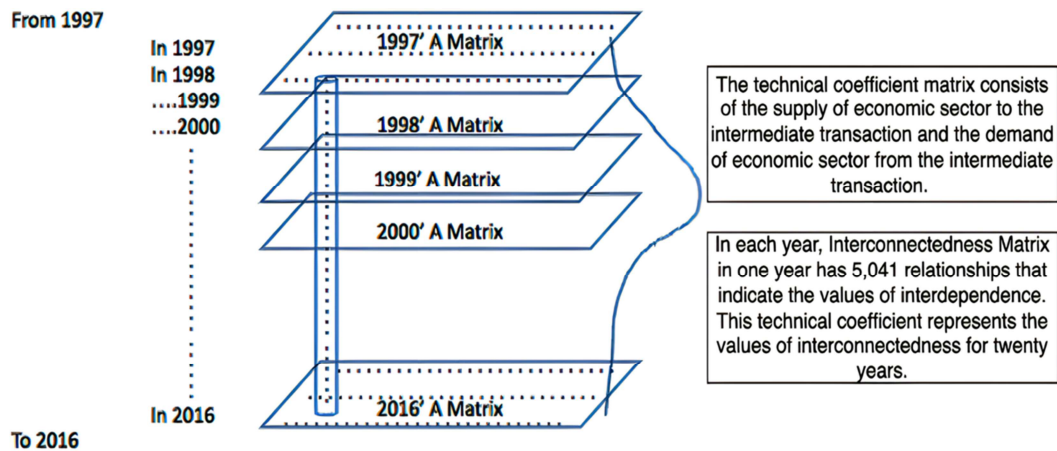 From 1997
In 1997
In 1998
....1999
....2000
In 2016
To 2016
1997' A Matrix
1998' A Matrix
1999' A Matrix
2000' A Matrix
2016' A Matrix
The technical coefficient matrix consists
of the supply of economic sector to the
intermediate transaction and the demand
of economic sector from the intermediate
transaction.
In each year, Interconnectedness Matrix
in one year has 5,041 relationships that
indicate the values of interdependence.
This technical coefficient represents the
values of interconnectedness for twenty
years.